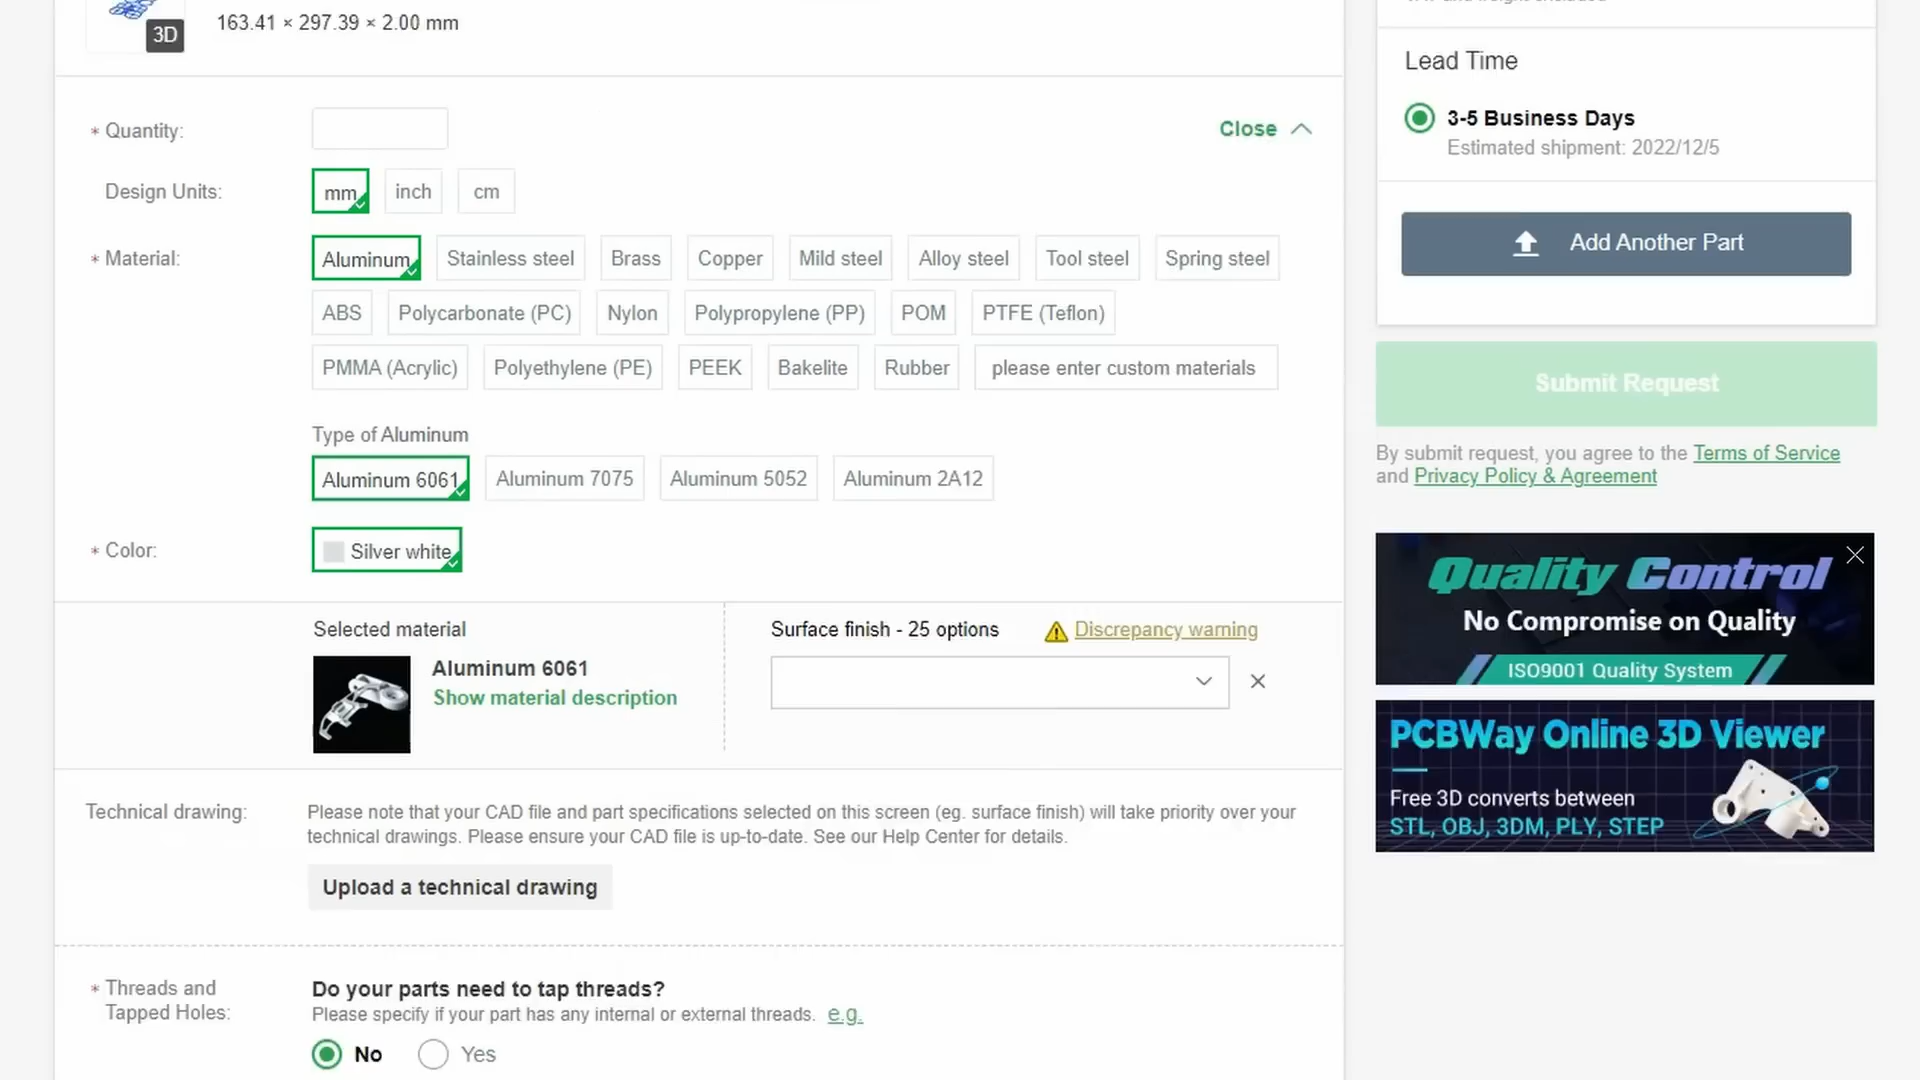 3D
163.41 × 297.39 × 2.00 mm
* Quantity:
Close
Design Units:
mm
inch
cm
* Material:
Aluminum
Stainless steel
Brass
Copper
Mild steel
Alloy steel
Tool steel
Spring steel
ABS
Polycarbonate (PC)
Nylon
Polypropylene (PP)
POM
PTFE (Teflon)
PMMA (Acrylic)
Polyethylene (PE)
PEEK
Bakelite
Rubber
please enter custom materials
Type of Aluminum
Aluminum 6061
Aluminum 7075
Aluminum 5052
Aluminum 2A12
* Color:
Silver white
Selected material
Aluminum 6061
Show material description
Surface finish - 25 options
Discrepancy warning
Technical drawing:
Please note that your CAD file and part specifications selected on this screen (eg. surface finish) will take priority over your
technical drawings. Please ensure your CAD file is up-to-date. See our Help Center for details.
Upload a technical drawing
* Threads and
Tapped Holes:
Do your parts need to tap threads?
Please specify if your part has any internal or external threads. e.g.
No
Yes
Lead Time
3-5 Business Days
Estimated shipment: 2022/12/5
Add Another Part
Submit Request
By submit request, you agree to the Terms of Service
and Privacy Policy & Agreement
Quality Control
No Compromise on Quality
ISO9001 Quality System
PCBWay Online 3D Viewer
Free 3D converts between
STL, OBJ, 3DM, PLY, STEP